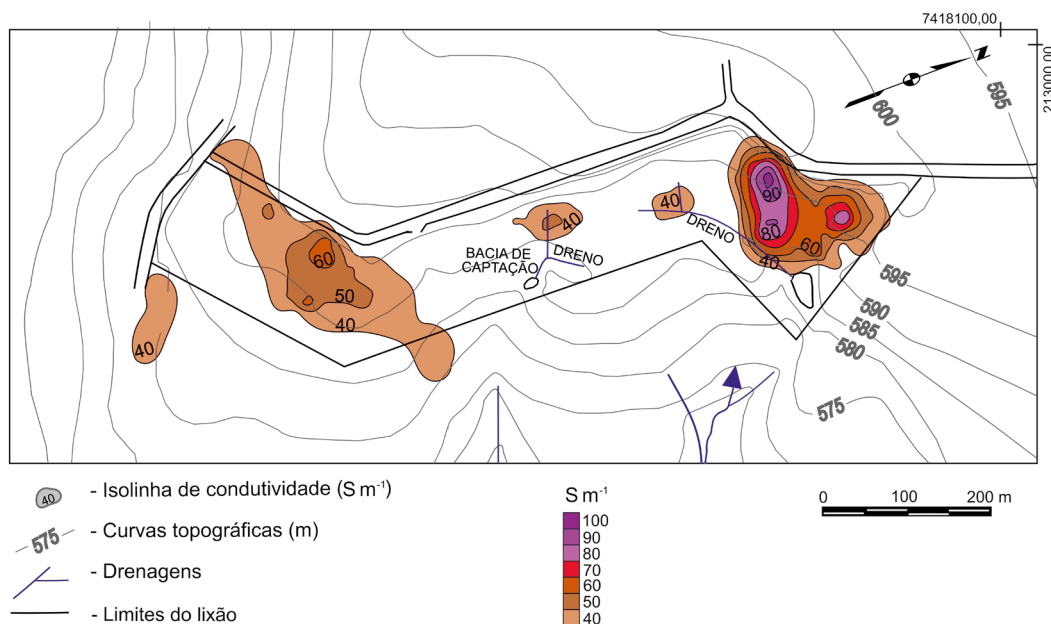 7418100,00
213000,00
N
595
600
90
80
60
40
40
DRENO
40
BACIA DE
CAPTAÇÃO
DRENO
60
50
40
40
595
590
585
580
575
40 - Isolinha de condutividade (S m⁻¹)
575 - Curvas topográficas (m)
- Drenagens
- Limites do lixão
S m⁻¹
100
90
80
70
60
50
40
0 100 200 m